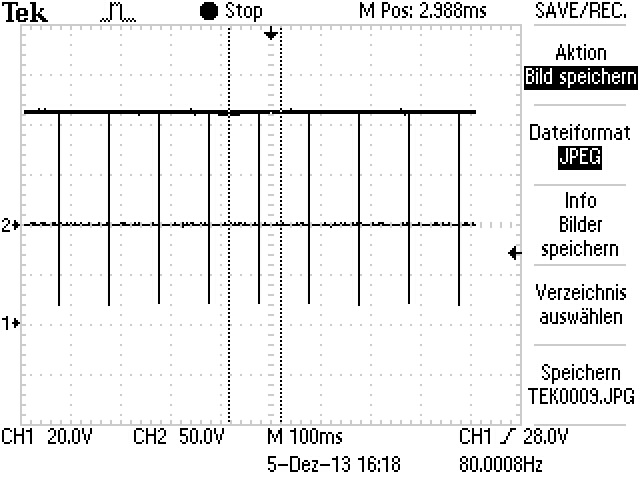 Tek Stop M Pos: 2.988ms SAVE/REC.
Aktion
Bild speichern
Dateiformat
JPEG
Info
Bilder
speichern
Verzeichnis
auswählen
Speichern
TEK0009.JPG
2
1
CH1 20.0V CH2 50.0V M 100ms CH1 28.0V
5-Dez-13 16:18 80.0008Hz